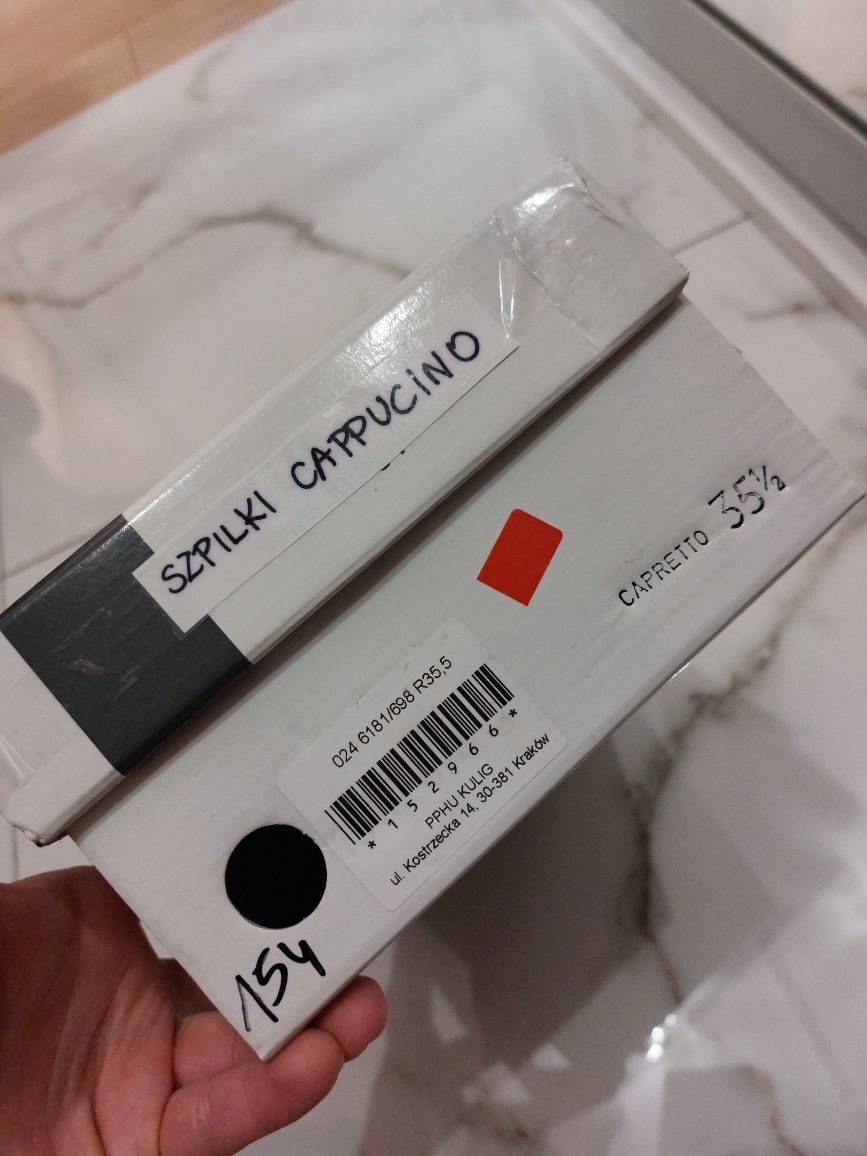 SZPILKI CAPPUCINO
CAPRETTO 35½
024 6181/698 R35,5
* 1 5 2 9 6 6 *
PPHU KULIG
ul. Kostrzecka 14, 30-381 Kraków
154